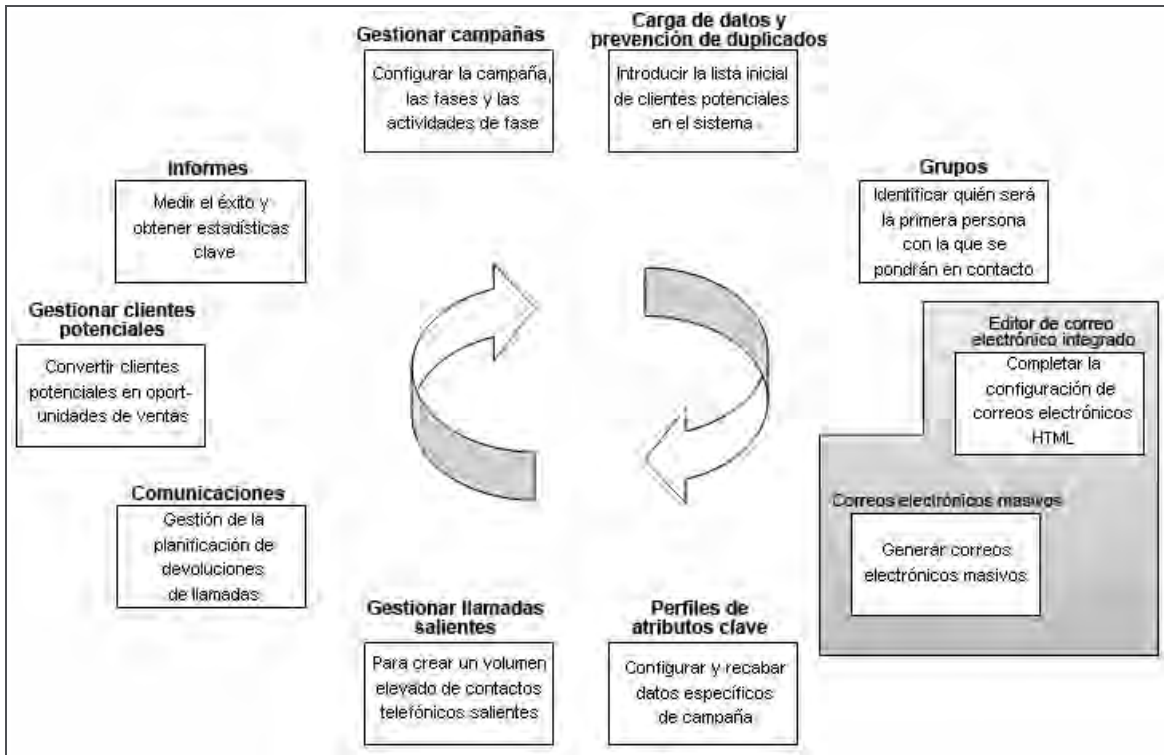 Gestionar campañas
Configurar la campaña,
las fases y las
actividades de fase
Carga de datos y
prevención de duplicados
Introducir la lista inicial
de clientes potenciales
en el sistema
Grupos
Identificar quién será
la primera persona
con la que se
pondrán en contacto
Editor de correo
electrónico integrado
Completar la
configuración de
correos electrónicos
HTML
Correos electrónicos masivos
Generar correos
electrónicos masivos
Perfiles de
atributos clave
Configurar y recabar
datos específicos
de campaña
Gestionar llamadas
salientes
Para crear un volumen
elevado de contactos
telefónicos salientes
Comunicaciones
Gestión de la
planificación de
devoluciones
de llamadas
Gestionar clientes
potenciales
Convertir clientes
potenciales en oport-
unidades de ventas
Informes
Medir el éxito y
obtener estadísticas
clave